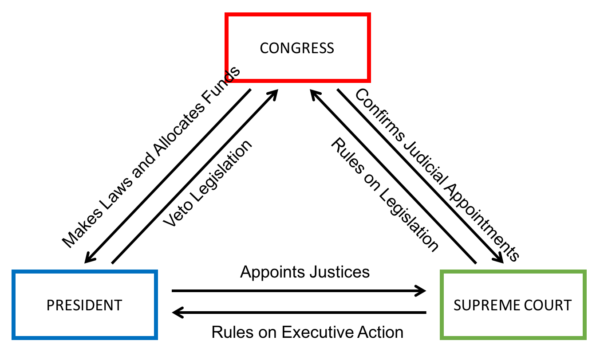 CONGRESS
Makes Laws and Allocates Funds
Veto Legislation
Confirms Judicial Appointments
Rules on Legislation
PRESIDENT
Appoints Justices
Rules on Executive Action
SUPREME COURT